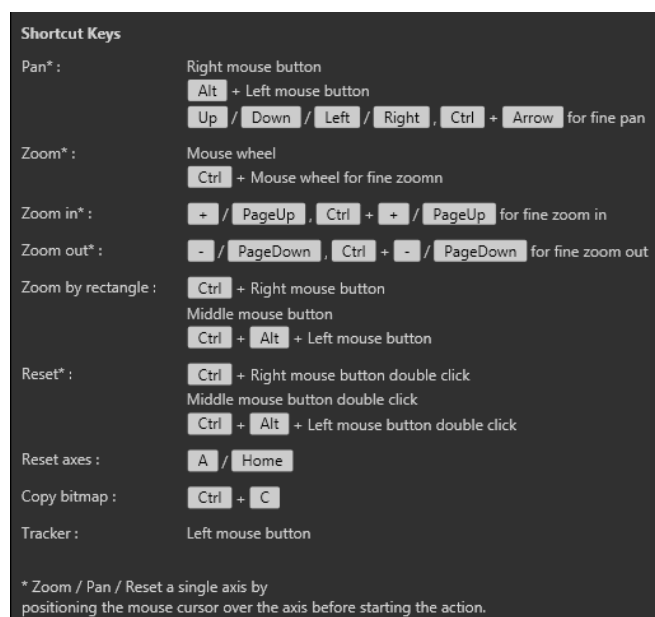 Shortcut Keys
Pan* : Right mouse button
Alt + Left mouse button
Up / Down / Left / Right , Ctrl + Arrow for fine pan
Zoom* : Mouse wheel
Ctrl + Mouse wheel for fine zoomn
Zoom in* : + / PageUp , Ctrl + + / PageUp for fine zoom in
Zoom out* : - / PageDown , Ctrl + - / PageDown for fine zoom out
Zoom by rectangle : Ctrl + Right mouse button
Middle mouse button
Ctrl + Alt + Left mouse button
Reset* : Ctrl + Right mouse button double click
Middle mouse button double click
Ctrl + Alt + Left mouse button double click
Reset axes : A / Home
Copy bitmap : Ctrl + C
Tracker : Left mouse button
* Zoom / Pan / Reset a single axis by
positioning the mouse cursor over the axis before starting the action.